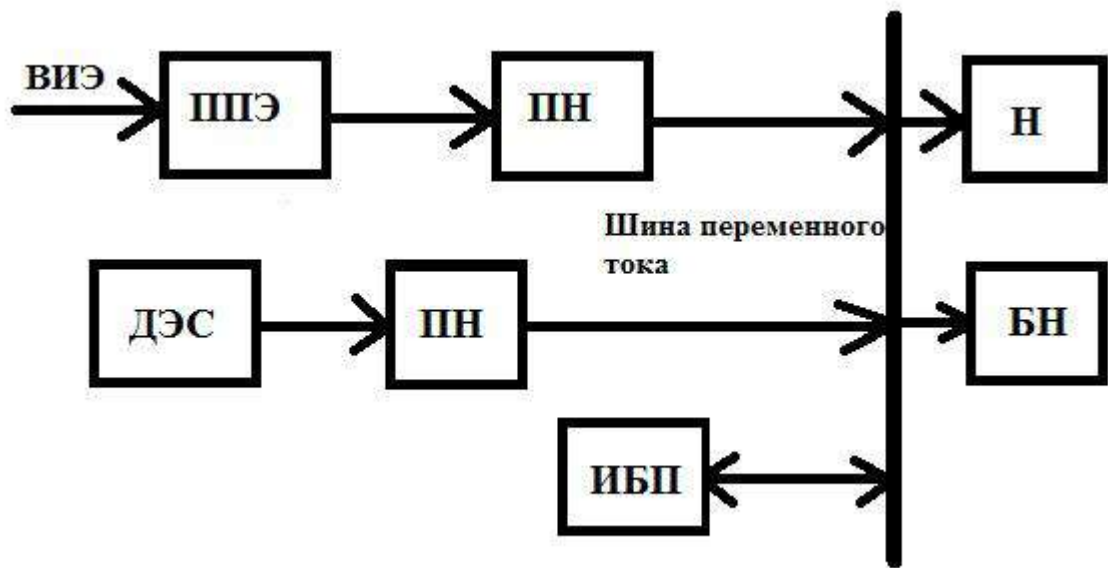 ВИЭ
ППЭ
ПН
Н
Шина переменного
тока
ДЭС
ПН
БН
ИБП